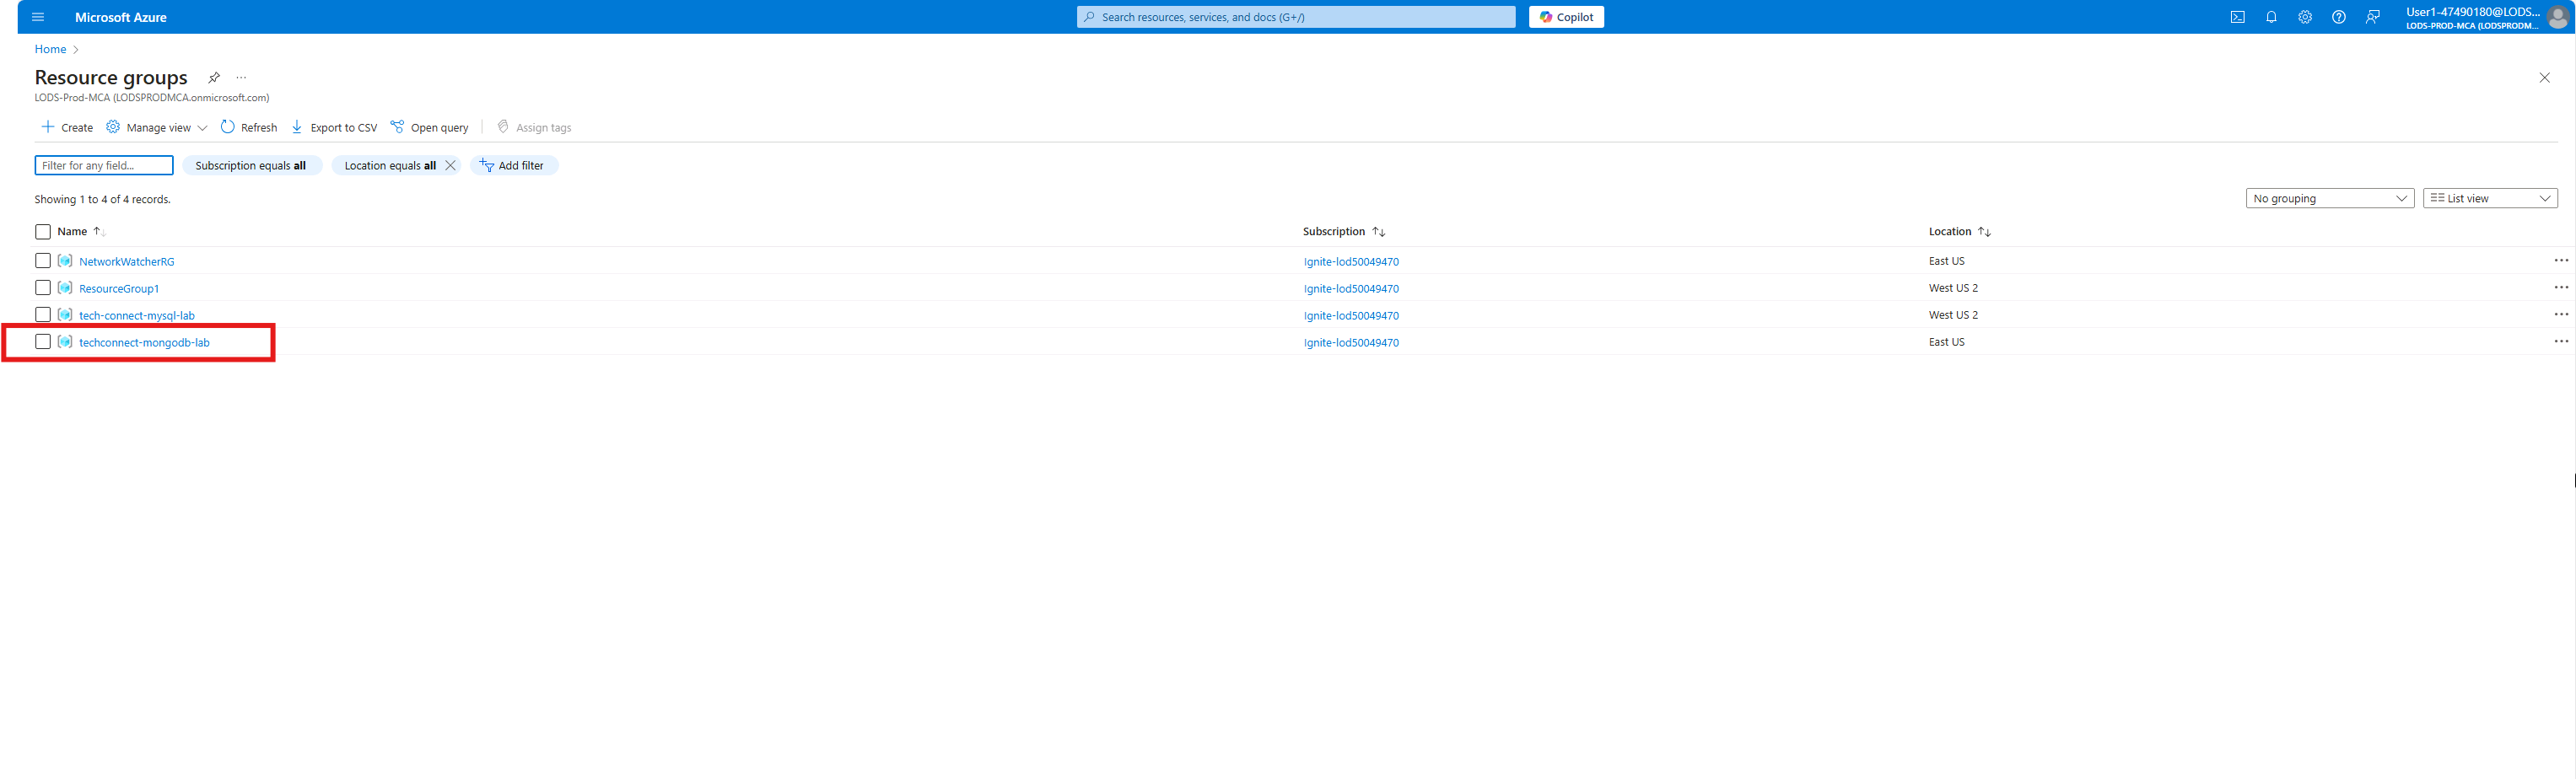 Microsoft Azure
Search resources, services, and docs (G+/)
Copilot
User1-47490180@LODS...
LODS-PROD-MCA (LODSPRODM...
Home
Resource groups
LODS-Prod-MCA (LODSPRODMCA.onmicrosoft.com)
Create Manage view Refresh Export to CSV Open query Assign tags
Filter for any field... Subscription equals all Location equals all Add filter
Showing 1 to 4 of 4 records. No grouping List view
Name Subscription Location
NetworkWatcherRG Ignite-lod50049470 East US
ResourceGroup1 Ignite-lod50049470 West US 2
tech-connect-mysql-lab Ignite-lod50049470 West US 2
techconnect-mongodb-lab Ignite-lod50049470 East US